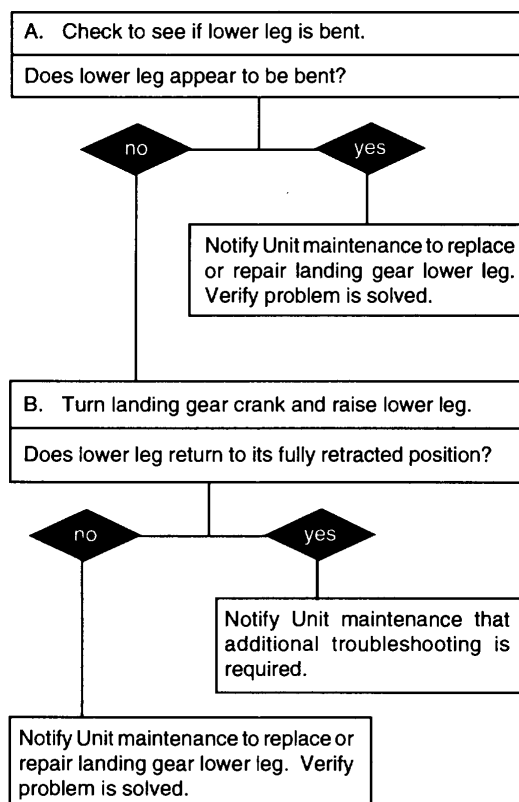 A. Check to see if lower leg is bent.
Does lower leg appear to be bent?
no
yes
Notify Unit maintenance to replace
or repair landing gear lower leg.
Verify problem is solved.
B. Turn landing gear crank and raise lower leg.
Does lower leg return to its fully retracted position?
no
yes
Notify Unit maintenance that
additional troubleshooting is
required.
Notify Unit maintenance to replace or
repair landing gear lower leg. Verify
problem is solved.